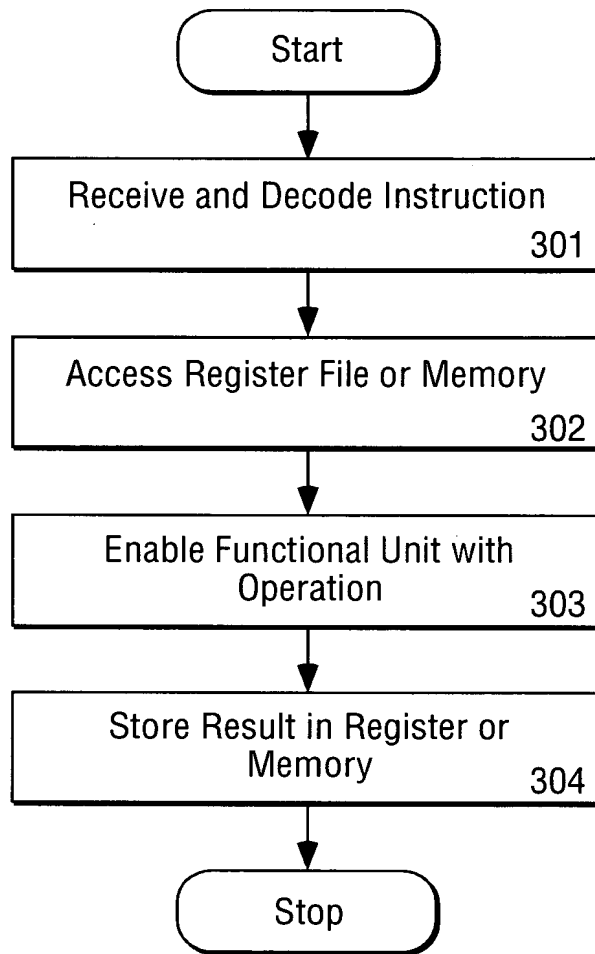 Start
Receive and Decode Instruction
301
Access Register File or Memory
302
Enable Functional Unit with
Operation
303
Store Result in Register or
Memory
304
Stop